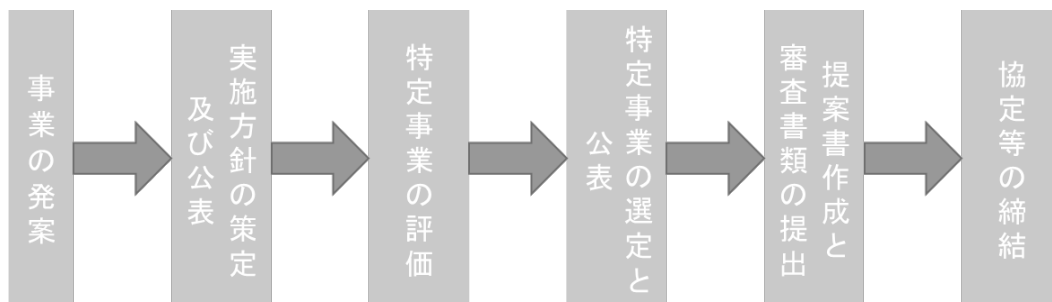 事業の発案
実施方針の策定
及び公表
特定事業の評価
特定事業の選定と
公表
提案書作成と
審査書類の提出
協定等の締結